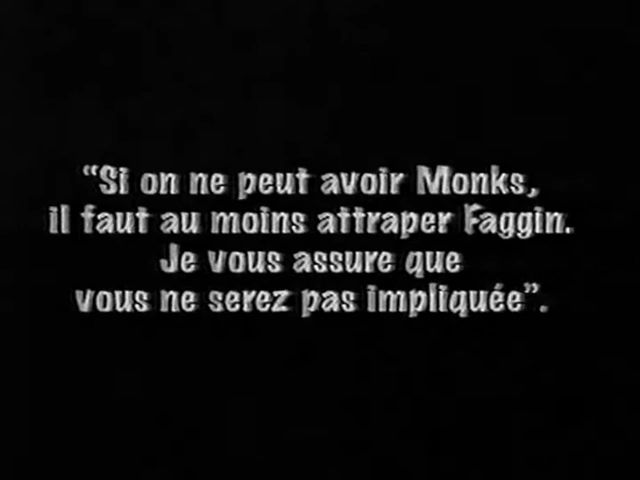 “Si on ne peut avoir Monks,
il faut au moins attraper Faggin.
Je vous assure que
vous ne serez pas impliquée”.